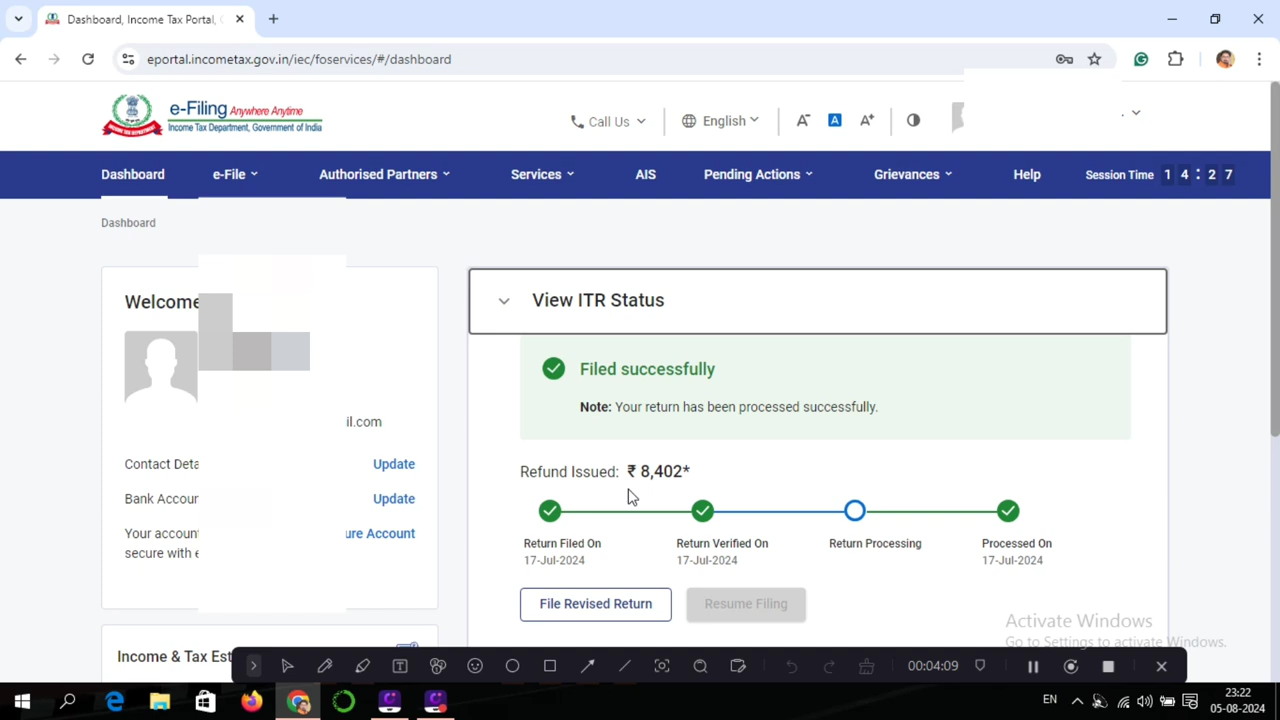 Dashboard, Income Tax Portal,
eportal.incometax.gov.in/iec/foservices/#/dashboard
e-Filing Anywhere Anytime
Income Tax Department, Government of India
Call Us
English
A-
A
A+
Dashboard
e-File
Authorised Partners
Services
AIS
Pending Actions
Grievances
Help
Session Time 1 4 : 2 7
Dashboard
Welcome
il.com
Contact Deta
Update
Bank Accour
Update
Your accoun
ure Account
secure with e
Income & Tax Est
View ITR Status
Filed successfully
Note: Your return has been processed successfully.
Refund Issued: ₹ 8,402*
Return Filed On
17-Jul-2024
Return Verified On
17-Jul-2024
Return Processing
Processed On
17-Jul-2024
File Revised Return
Resume Filing
Activate Windows
Go to Settings to activate Windows.
00:04:09
EN
23:22
05-08-2024